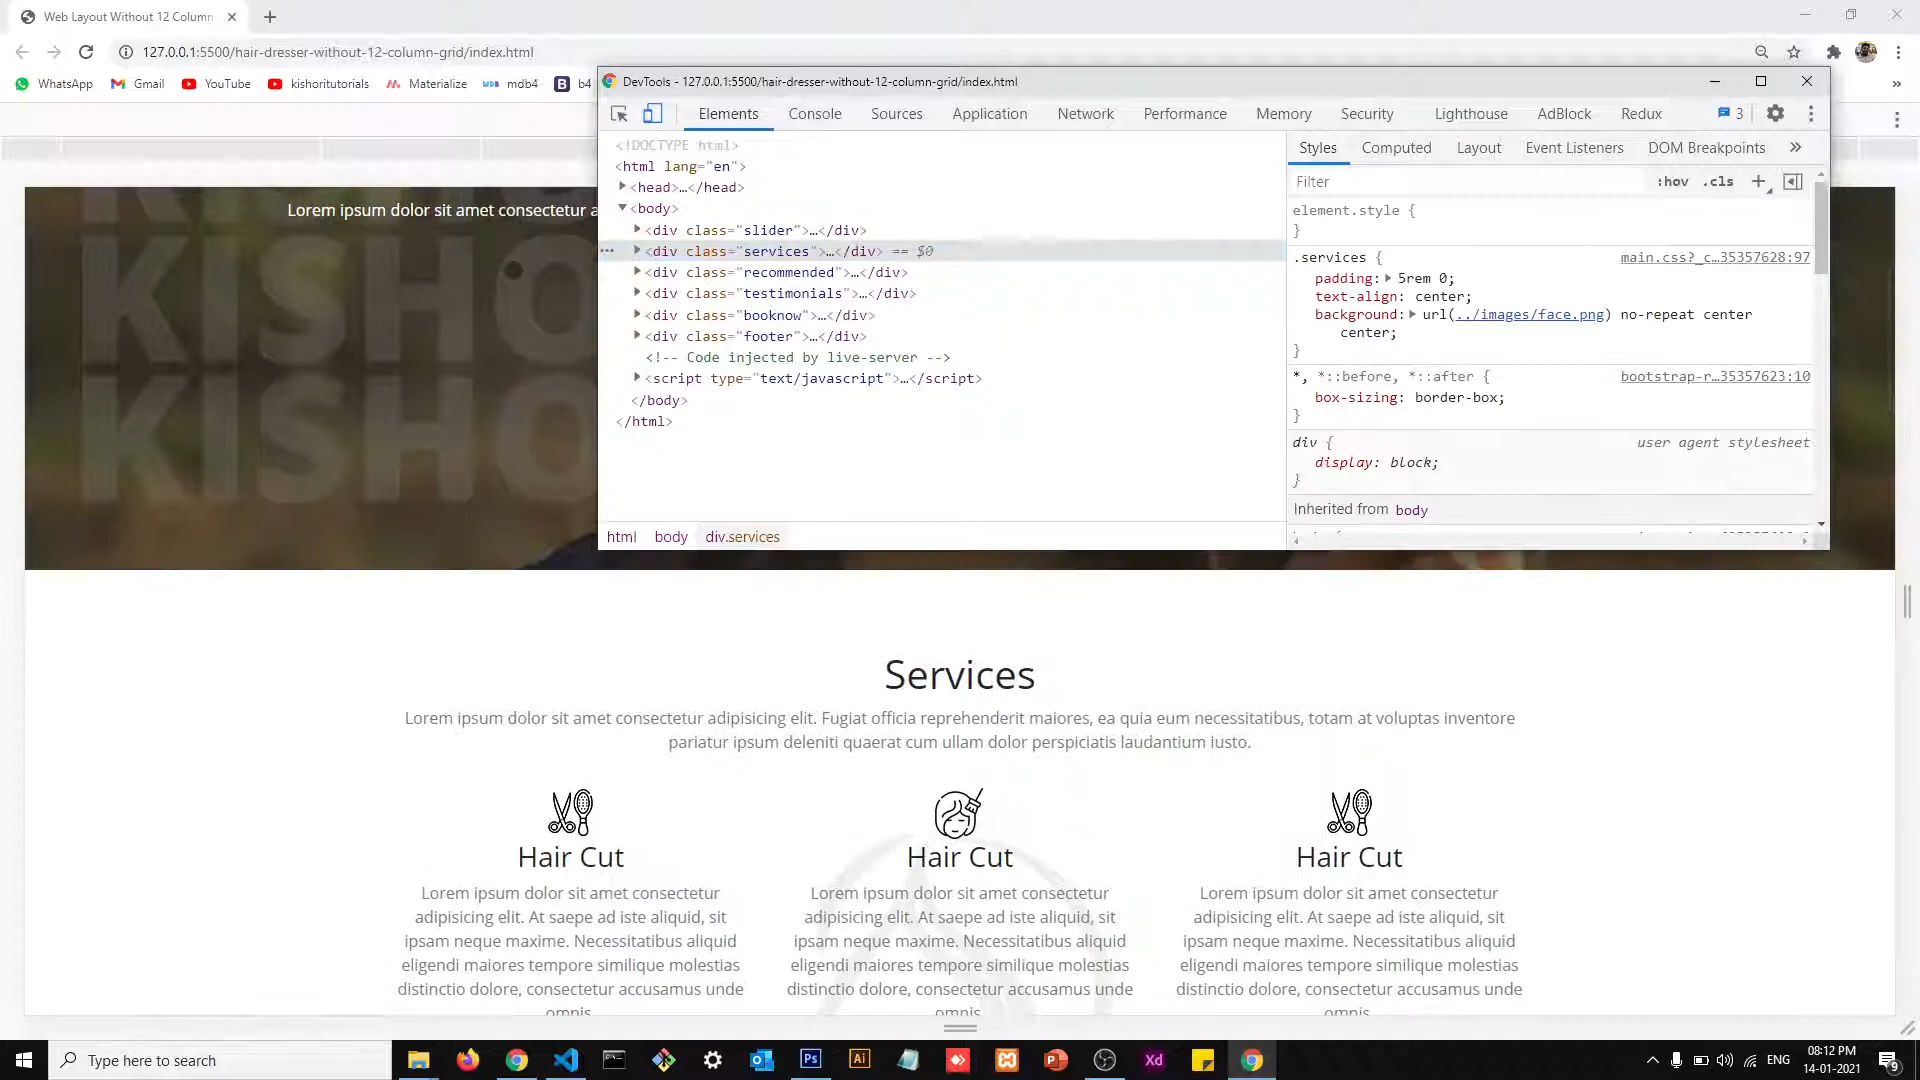 Web Layout Without 12 Column
127.0.0.1:5500/hair-dresser-without-12-column-grid/index.html
WhatsApp
Gmail
YouTube
kishoritutorials
Materialize
mdb4
b4
DevTools - 127.0.0.1:5500/hair-dresser-without-12-column-grid/index.html
Elements
Console
Sources
Application
Network
Performance
Memory
Security
Lighthouse
AdBlock
Redux
3
<!DOCTYPE html>
<html lang="en">
<head>…</head>
<body>
<div class="slider">…</div>
<div class="services">…</div> == $0
<div class="recommended">…</div>
<div class="testimonials">…</div>
<div class="booknow">…</div>
<div class="footer">…</div>
<!-- Code injected by live-server -->
<script type="text/javascript">…</script>
</body>
</html>
html body div.services
Styles
Computed
Layout
Event Listeners
DOM Breakpoints
Filter
:hov
.cls
element.style {
}
.services {
main.css?_c…35357628:97
padding: 5rem 0;
text-align: center;
background: url(../images/face.png) no-repeat center
center;
}
*, *::before, *::after {
bootstrap-r…35357623:10
box-sizing: border-box;
}
div {
user agent stylesheet
display: block;
}
Inherited from body
Lorem ipsum dolor sit amet consectetur a
KISHO
KISHO
Services
Lorem ipsum dolor sit amet consectetur adipisicing elit. Fugiat officia reprehenderit maiores, ea quia eum necessitatibus, totam at voluptas inventore
pariatur ipsum deleniti quaerat cum ullam dolor perspiciatis laudantium iusto.
Hair Cut
Lorem ipsum dolor sit amet consectetur
adipisicing elit. At saepe ad iste aliquid, sit
ipsam neque maxime. Necessitatibus aliquid
eligendi maiores tempore similique molestias
distinctio dolore, consectetur accusamus unde
omnis.
Hair Cut
Lorem ipsum dolor sit amet consectetur
adipisicing elit. At saepe ad iste aliquid, sit
ipsam neque maxime. Necessitatibus aliquid
eligendi maiores tempore similique molestias
distinctio dolore, consectetur accusamus unde
omnis.
Hair Cut
Lorem ipsum dolor sit amet consectetur
adipisicing elit. At saepe ad iste aliquid, sit
ipsam neque maxime. Necessitatibus aliquid
eligendi maiores tempore similique molestias
distinctio dolore, consectetur accusamus unde
omnis.
Type here to search
Ps
Ai
Xd
ENG
08:12 PM
14-01-2021
9